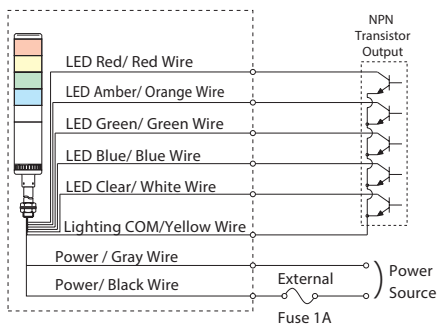 NPN
Transistor
Output
LED Red/ Red Wire
LED Amber/ Orange Wire
LED Green/ Green Wire
LED Blue/ Blue Wire
LED Clear/ White Wire
Lighting COM/Yellow Wire
Power / Gray Wire
Power/ Black Wire
External
Fuse 1A
Power
Source